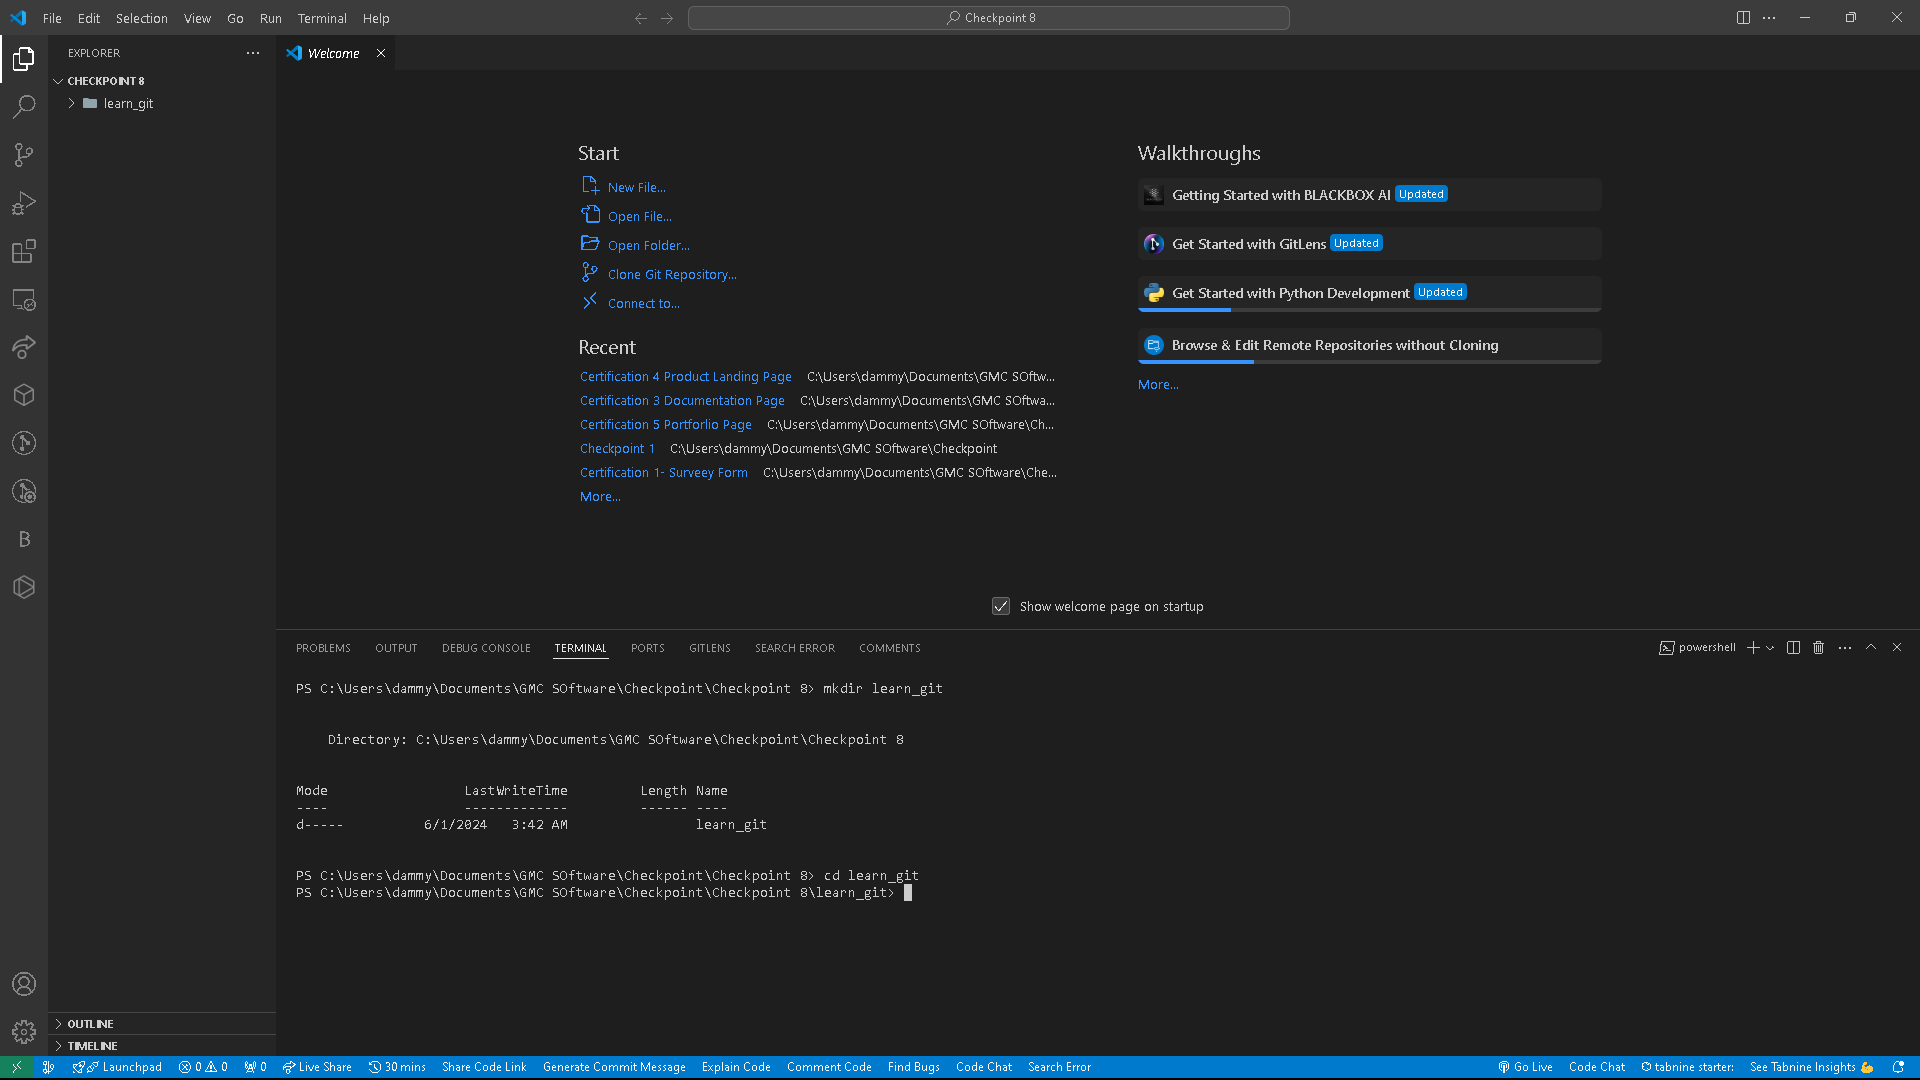 File Edit Selection View Go Run Terminal Help
Checkpoint 8
EXPLORER
Welcome
CHECKPOINT 8
learn_git
Start
New File...
Open File...
Open Folder...
Clone Git Repository...
Connect to...
Recent
Certification 4 Product Landing Page C:\Users\dammy\Documents\GMC SOftw...
Certification 3 Documentation Page C:\Users\dammy\Documents\GMC SOftwa...
Certification 5 Portforlio Page C:\Users\dammy\Documents\GMC SOftware\Ch...
Checkpoint 1 C:\Users\dammy\Documents\GMC SOftware\Checkpoint
Certification 1- Surveey Form C:\Users\dammy\Documents\GMC SOftware\Che...
More...
Walkthroughs
Getting Started with BLACKBOX AI Updated
Get Started with GitLens Updated
Get Started with Python Development Updated
Browse & Edit Remote Repositories without Cloning
More...
Show welcome page on startup
PROBLEMS OUTPUT DEBUG CONSOLE TERMINAL PORTS GITLENS SEARCH ERROR COMMENTS
powershell
PS C:\Users\dammy\Documents\GMC SOftware\Checkpoint\Checkpoint 8> mkdir learn_git
Directory: C:\Users\dammy\Documents\GMC SOftware\Checkpoint\Checkpoint 8
Mode LastWriteTime Length Name
---- ------------- ------ ----
d----- 6/1/2024 3:42 AM learn_git
PS C:\Users\dammy\Documents\GMC SOftware\Checkpoint\Checkpoint 8> cd learn_git
PS C:\Users\dammy\Documents\GMC SOftware\Checkpoint\Checkpoint 8\learn_git>
OUTLINE
TIMELINE
Launchpad 0 0 0 Live Share 30 mins Share Code Link Generate Commit Message Explain Code Comment Code Find Bugs Code Chat Search Error Go Live Code Chat tabnine starter: See Tabnine Insights